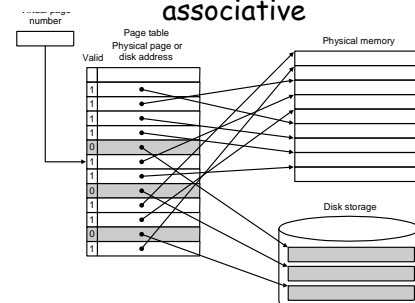 associative
number
Page table
Physical page or
disk address
Valid
Physical memory
1
1
1
1
0
1
1
0
1
1
0
1
Disk storage